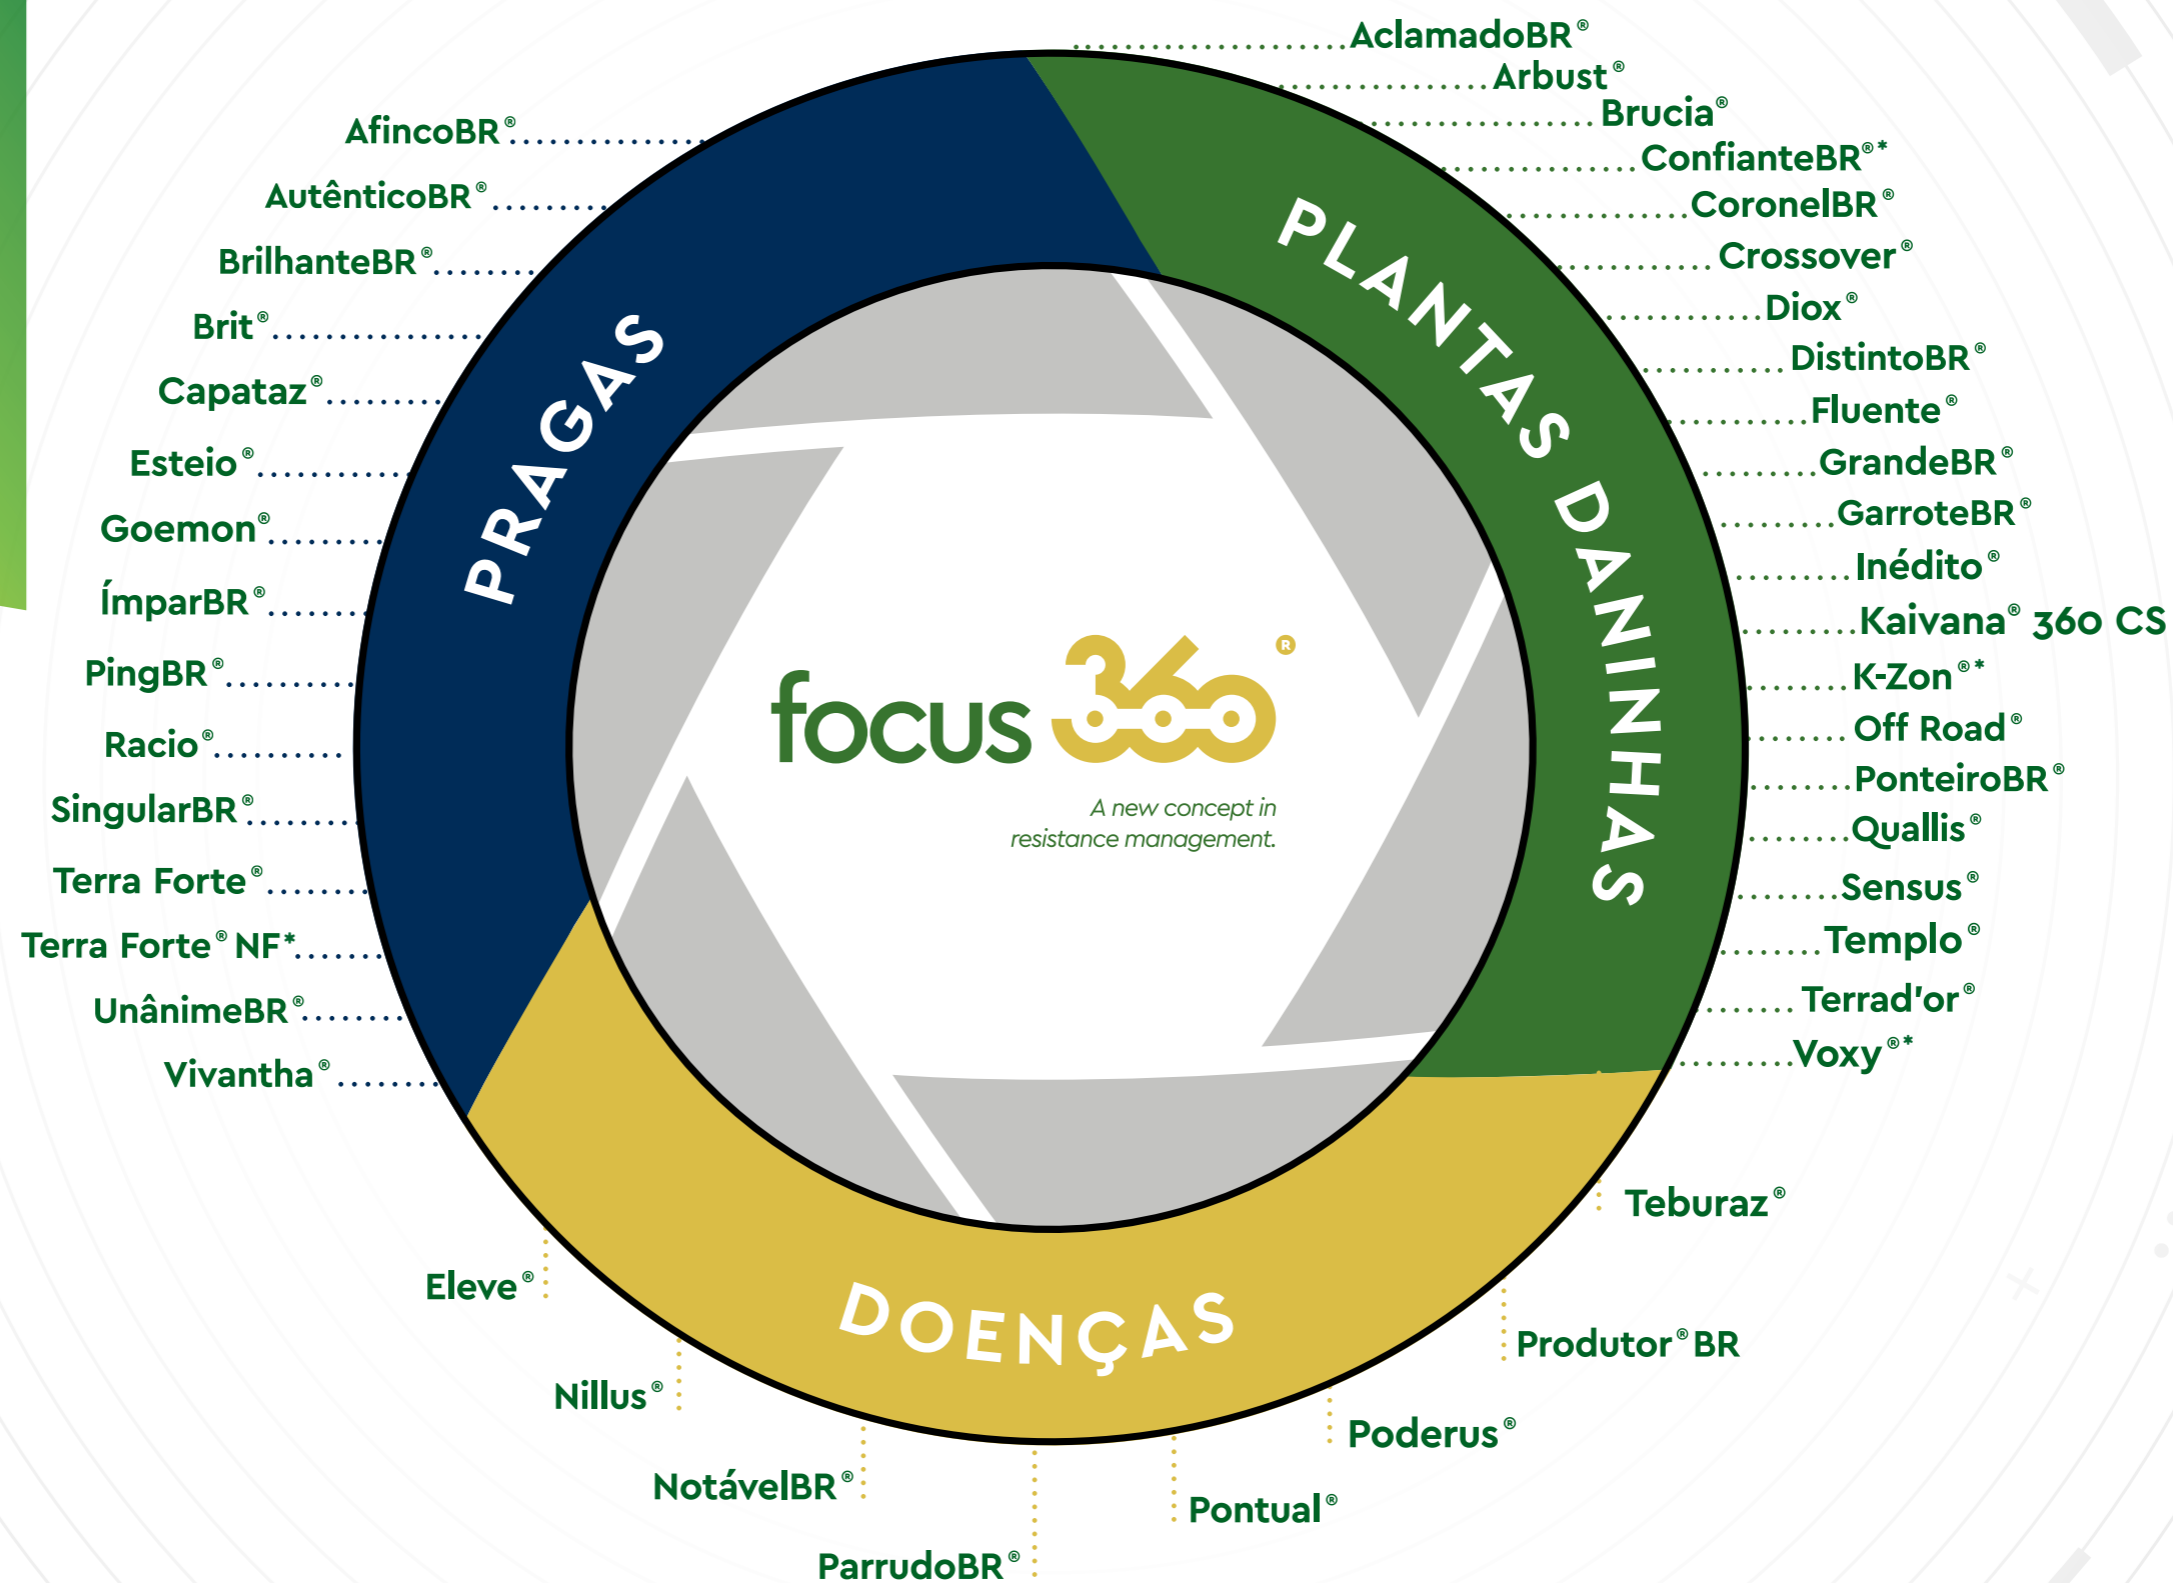 AclamadoBR®
Arbust®
Brucia®
ConfianteBR®*
CoronelBR®
Crossover®
Diox®
DistintoBR®
Fluente®
GrandeBR®
GarroteBR®
Inédito®
Kaivana® 360 CS
K-Zon®*
Off Road®
PonteiroBR®
Quallis®
Sensus®
Templo®
Terrad'or®
Voxy®*
PLANTAS DANINHAS
AfincoBR®
AutênticoBR®
BrilhanteBR®
Brit®
Capataz®
Esteio®
Goemon®
ÍmparBR®
PingBR®
Racio®
SingularBR®
Terra Forte®
Terra Forte® NF*
UnânimeBR®
Vivantha®
PRAGAS
focus 360®
A new concept in
resistance management.
DOENÇAS
Eleve®
Nillus®
NotávelBR®
ParrudoBR®
Pontual®
Poderus®
Produtor® BR
Teburaz®